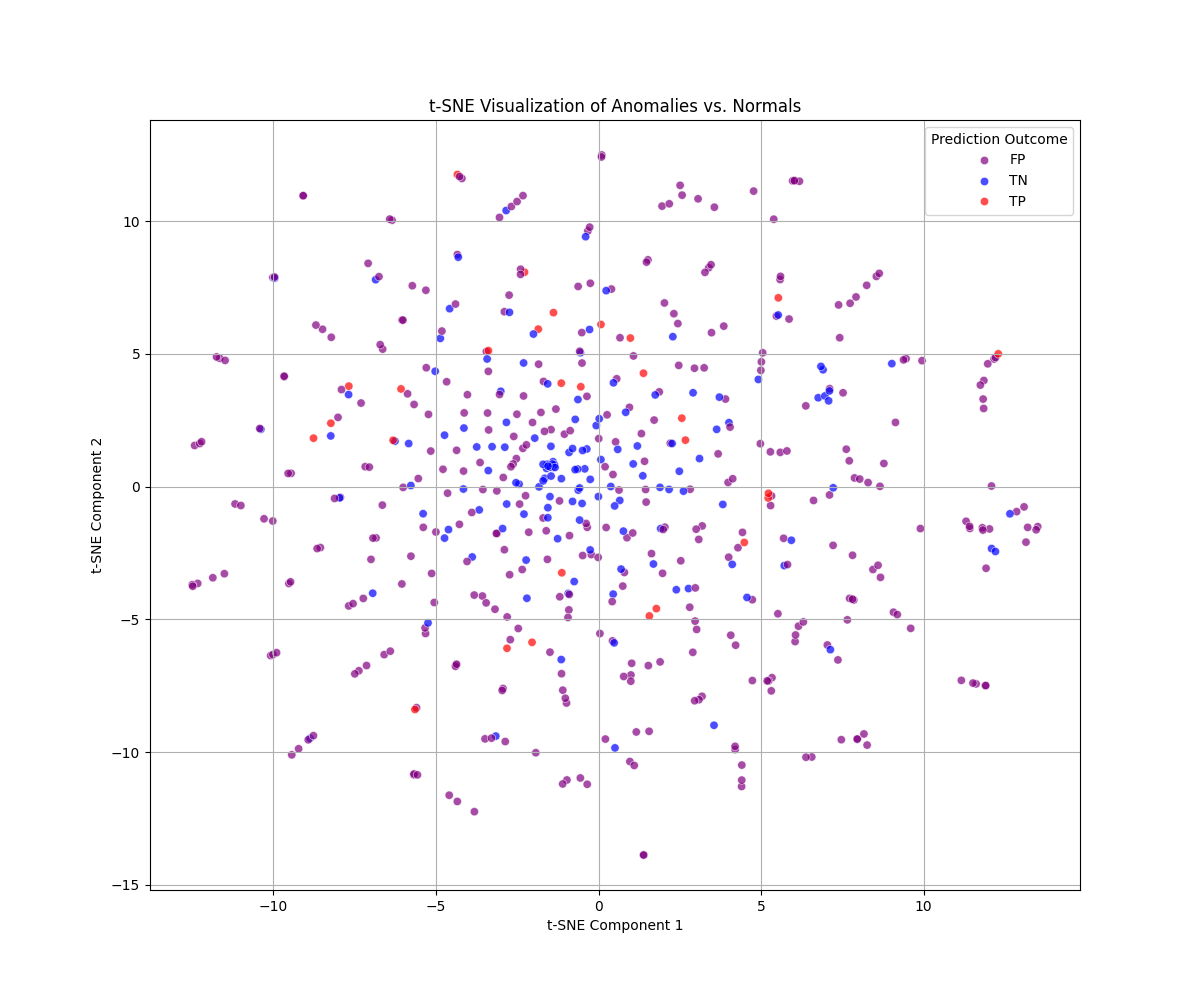 t-SNE Visualization of Anomalies vs. Normals
Prediction Outcome
FP
TN
TP
10
5
0
−5
−10
−15
t-SNE Component 2
−10
−5
0
5
10
t-SNE Component 1